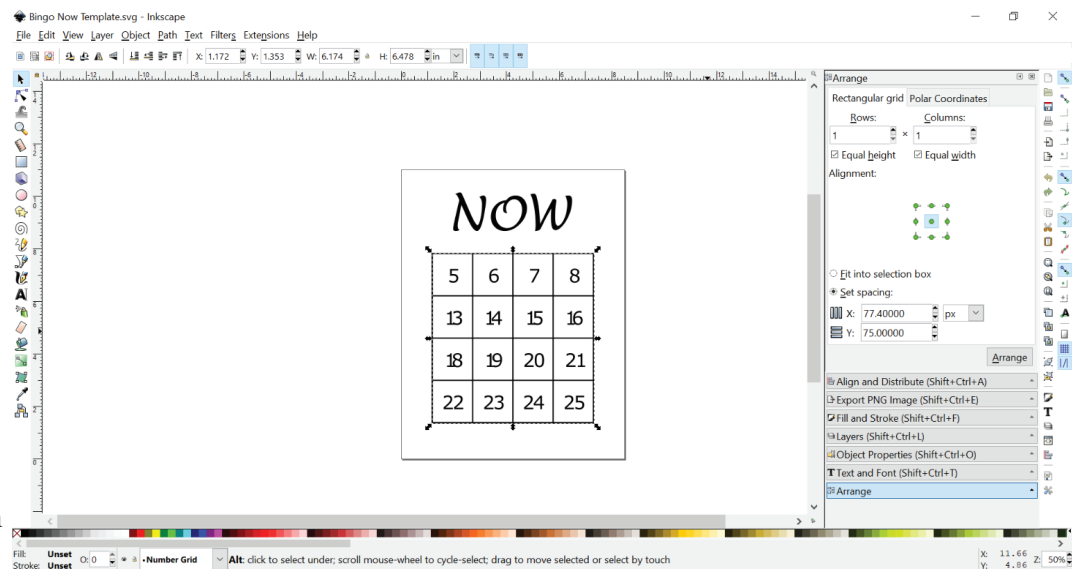 Bingo Now Template.svg - Inkscape
File Edit View Layer Object Path Text Filters Extensions Help
X: 1.172 Y: 1.353 W: 6.174 H: 6.478 in
Arrange
Rectangular grid Polar Coordinates
Rows: Columns:
1 × 1
Equal height Equal width
Alignment:
Fit into selection box
Set spacing:
X: 77.40000 px
Y: 75.00000
Arrange
Align and Distribute (Shift+Ctrl+A)
Export PNG Image (Shift+Ctrl+E)
Fill and Stroke (Shift+Ctrl+F)
Layers (Shift+Ctrl+L)
Object Properties (Shift+Ctrl+O)
Text and Font (Shift+Ctrl+T)
Arrange
NOW
5 6 7 8
13 14 15 16
18 19 20 21
22 23 24 25
Fill: Unset
Stroke: Unset
O: 0
Number Grid
Alt: click to select under; scroll mouse-wheel to cycle-select; drag to move selected or select by touch
X: 11.66
Y: 4.86
Z: 50%